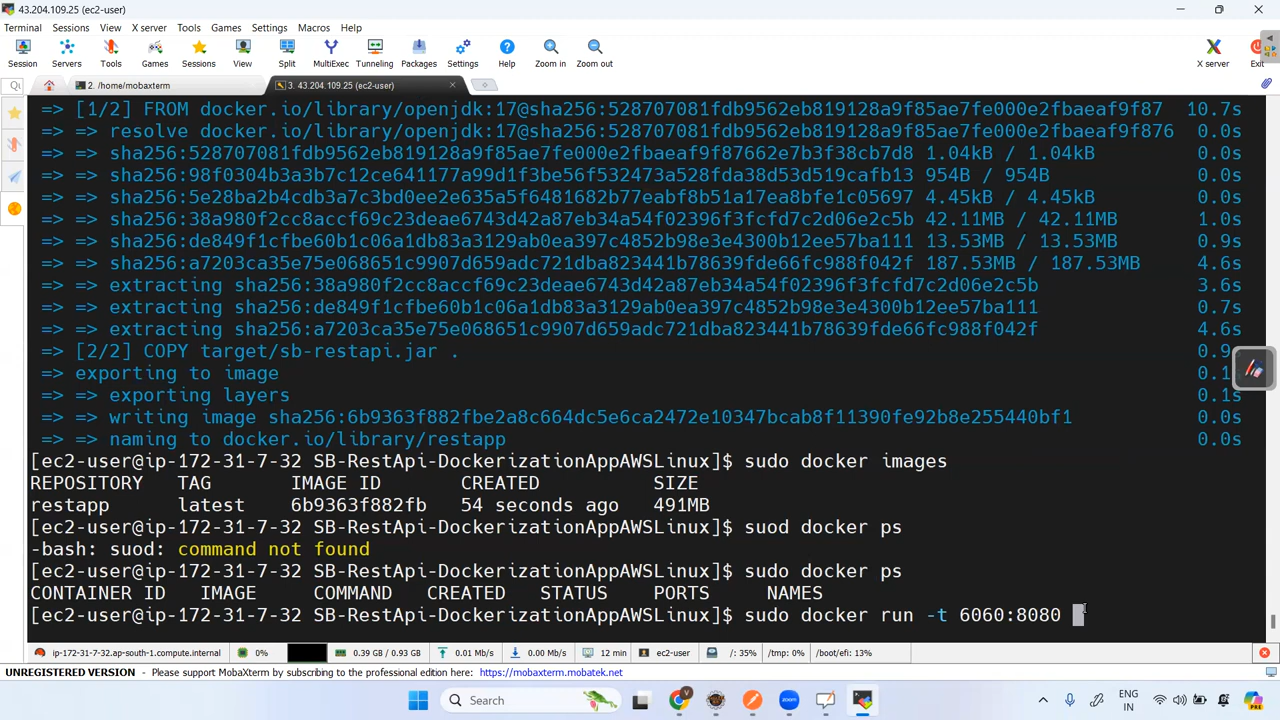 43.204.109.25 (ec2-user)
Terminal Sessions View X server Tools Games Settings Macros Help
Session Servers Tools Games Sessions View Split MultiExec Tunneling Packages Settings Help Zoom in Zoom out X server Exit
2. /home/mobaxterm 3. 43.204.109.25 (ec2-user)
=> [1/2] FROM docker.io/library/openjdk:17@sha256:528707081fdb9562eb819128a9f85ae7fe000e2fbaeaf9f87 10.7s
=> => resolve docker.io/library/openjdk:17@sha256:528707081fdb9562eb819128a9f85ae7fe000e2fbaeaf9f876 0.0s
=> => sha256:528707081fdb9562eb819128a9f85ae7fe000e2fbaeaf9f87662e7b3f38cb7d8 1.04kB / 1.04kB 0.0s
=> => sha256:98f0304b3a3b7c12ce641177a99d1f3be56f532473a528fda38d53d519cafb13 954B / 954B 0.0s
=> => sha256:5e28ba2b4cdb3a7c3bd0ee2e635a5f6481682b77eabf8b51a17ea8bfe1c05697 4.45kB / 4.45kB 0.0s
=> => sha256:38a980f2cc8accf69c23deae6743d42a87eb34a54f02396f3fcfd7c2d06e2c5b 42.11MB / 42.11MB 1.0s
=> => sha256:de849f1cfbe60b1c06a1db83a3129ab0ea397c4852b98e3e4300b12ee57ba111 13.53MB / 13.53MB 0.9s
=> => sha256:a7203ca35e75e068651c9907d659adc721dba823441b78639fde66fc988f042f 187.53MB / 187.53MB 4.6s
=> => extracting sha256:38a980f2cc8accf69c23deae6743d42a87eb34a54f02396f3fcfd7c2d06e2c5b 3.6s
=> => extracting sha256:de849f1cfbe60b1c06a1db83a3129ab0ea397c4852b98e3e4300b12ee57ba111 0.7s
=> => extracting sha256:a7203ca35e75e068651c9907d659adc721dba823441b78639fde66fc988f042f 4.6s
=> [2/2] COPY target/sb-restapi.jar . 0.9
=> exporting to image 0.1
=> => exporting layers 0.1s
=> => writing image sha256:6b9363f882fbe2a8c664dc5e6ca2472e10347bcab8f11390fe92b8e255440bf1 0.0s
=> => naming to docker.io/library/restapp 0.0s
[ec2-user@ip-172-31-7-32 SB-RestApi-DockerizationAppAWSLinux]$ sudo docker images
REPOSITORY TAG IMAGE ID CREATED SIZE
restapp latest 6b9363f882fb 54 seconds ago 491MB
[ec2-user@ip-172-31-7-32 SB-RestApi-DockerizationAppAWSLinux]$ suod docker ps
-bash: suod: command not found
[ec2-user@ip-172-31-7-32 SB-RestApi-DockerizationAppAWSLinux]$ sudo docker ps
CONTAINER ID IMAGE COMMAND CREATED STATUS PORTS NAMES
[ec2-user@ip-172-31-7-32 SB-RestApi-DockerizationAppAWSLinux]$ sudo docker run -t 6060:8080
ip-172-31-7-32.ap-south-1.compute.internal 0% 0.39 GB / 0.93 GB 0.01 Mb/s 0.00 Mb/s 12 min ec2-user /: 35% /tmp: 0% /boot/efi: 13%
UNREGISTERED VERSION - Please support MobaXterm by subscribing to the professional edition here: https://mobaxterm.mobatek.net
Search ENG
IN